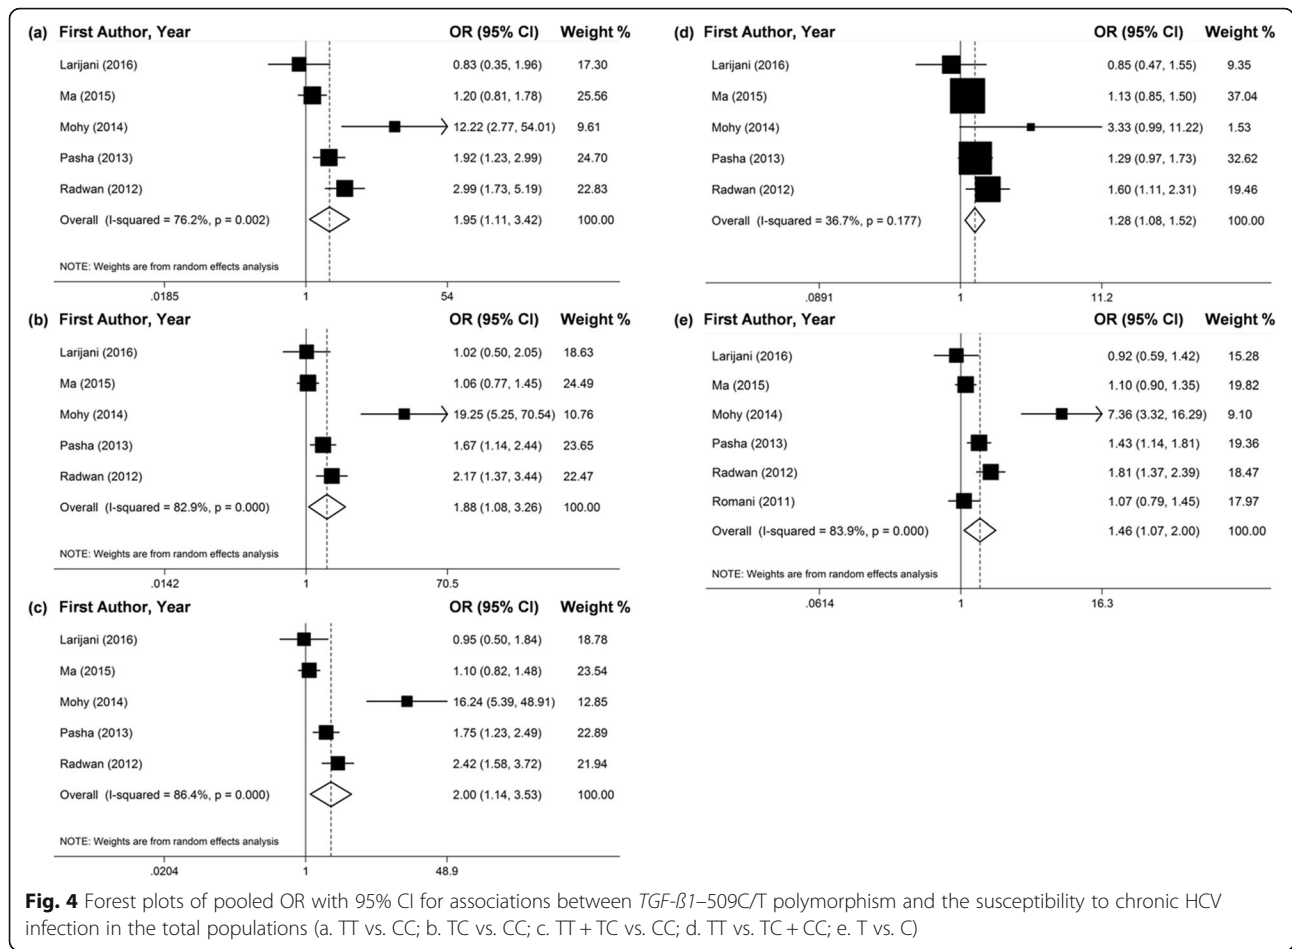 (a) First Author, Year OR (95% CI) Weight %
Larijani (2016) 0.83 (0.35, 1.96) 17.30
Ma (2015) 1.20 (0.81, 1.78) 25.56
Mohy (2014) 12.22 (2.77, 54.01) 9.61
Pasha (2013) 1.92 (1.23, 2.99) 24.70
Radwan (2012) 2.99 (1.73, 5.19) 22.83
Overall (I-squared = 76.2%, p = 0.002) 1.95 (1.11, 3.42) 100.00
NOTE: Weights are from random effects analysis
.0185 1 54
(b) First Author, Year OR (95% CI) Weight %
Larijani (2016) 1.02 (0.50, 2.05) 18.63
Ma (2015) 1.06 (0.77, 1.45) 24.49
Mohy (2014) 19.25 (5.25, 70.54) 10.76
Pasha (2013) 1.67 (1.14, 2.44) 23.65
Radwan (2012) 2.17 (1.37, 3.44) 22.47
Overall (I-squared = 82.9%, p = 0.000) 1.88 (1.08, 3.26) 100.00
NOTE: Weights are from random effects analysis
.0142 1 70.5
(c) First Author, Year OR (95% CI) Weight %
Larijani (2016) 0.95 (0.50, 1.84) 18.78
Ma (2015) 1.10 (0.82, 1.48) 23.54
Mohy (2014) 16.24 (5.39, 48.91) 12.85
Pasha (2013) 1.75 (1.23, 2.49) 22.89
Radwan (2012) 2.42 (1.58, 3.72) 21.94
Overall (I-squared = 86.4%, p = 0.000) 2.00 (1.14, 3.53) 100.00
NOTE: Weights are from random effects analysis
.0204 1 48.9
(d) First Author, Year OR (95% CI) Weight %
Larijani (2016) 0.85 (0.47, 1.55) 9.35
Ma (2015) 1.13 (0.85, 1.50) 37.04
Mohy (2014) 3.33 (0.99, 11.22) 1.53
Pasha (2013) 1.29 (0.97, 1.73) 32.62
Radwan (2012) 1.60 (1.11, 2.31) 19.46
Overall (I-squared = 36.7%, p = 0.177) 1.28 (1.08, 1.52) 100.00
.0891 1 11.2
(e) First Author, Year OR (95% CI) Weight %
Larijani (2016) 0.92 (0.59, 1.42) 15.28
Ma (2015) 1.10 (0.90, 1.35) 19.82
Mohy (2014) 7.36 (3.32, 16.29) 9.10
Pasha (2013) 1.43 (1.14, 1.81) 19.36
Radwan (2012) 1.81 (1.37, 2.39) 18.47
Romani (2011) 1.07 (0.79, 1.45) 17.97
Overall (I-squared = 83.9%, p = 0.000) 1.46 (1.07, 2.00) 100.00
NOTE: Weights are from random effects analysis
.0614 1 16.3
Fig. 4 Forest plots of pooled OR with 95% CI for associations between TGF-ß1–509C/T polymorphism and the susceptibility to chronic HCV
infection in the total populations (a. TT vs. CC; b. TC vs. CC; c. TT + TC vs. CC; d. TT vs. TC + CC; e. T vs. C)